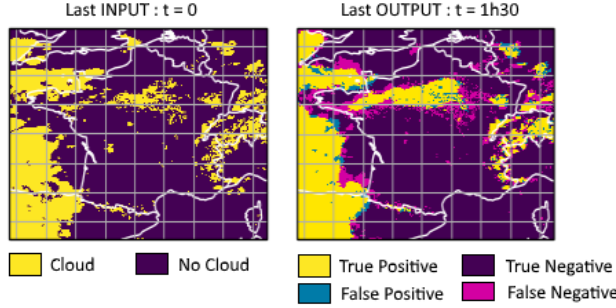 Last INPUT : t = 0
Last OUTPUT : t = 1h30
Cloud
No Cloud
True Positive
True Negative
False Positive
False Negative